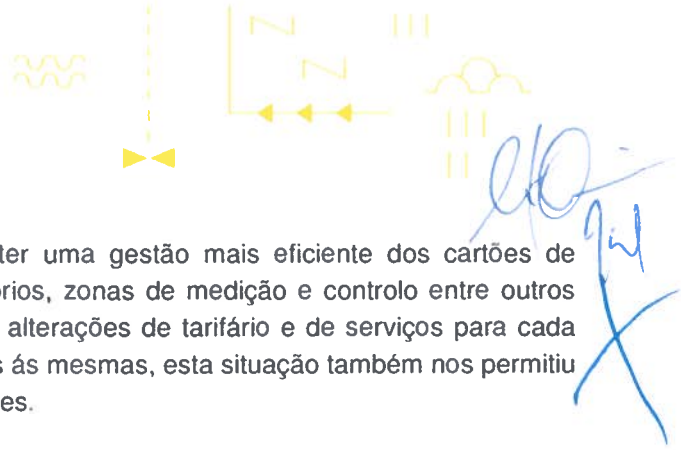 ter uma gestão mais eficiente dos cartões de
órios, zonas de medição e controlo entre outros
alterações de tarifário e de serviços para cada
s ás mesmas, esta situação também nos permitiu
es.